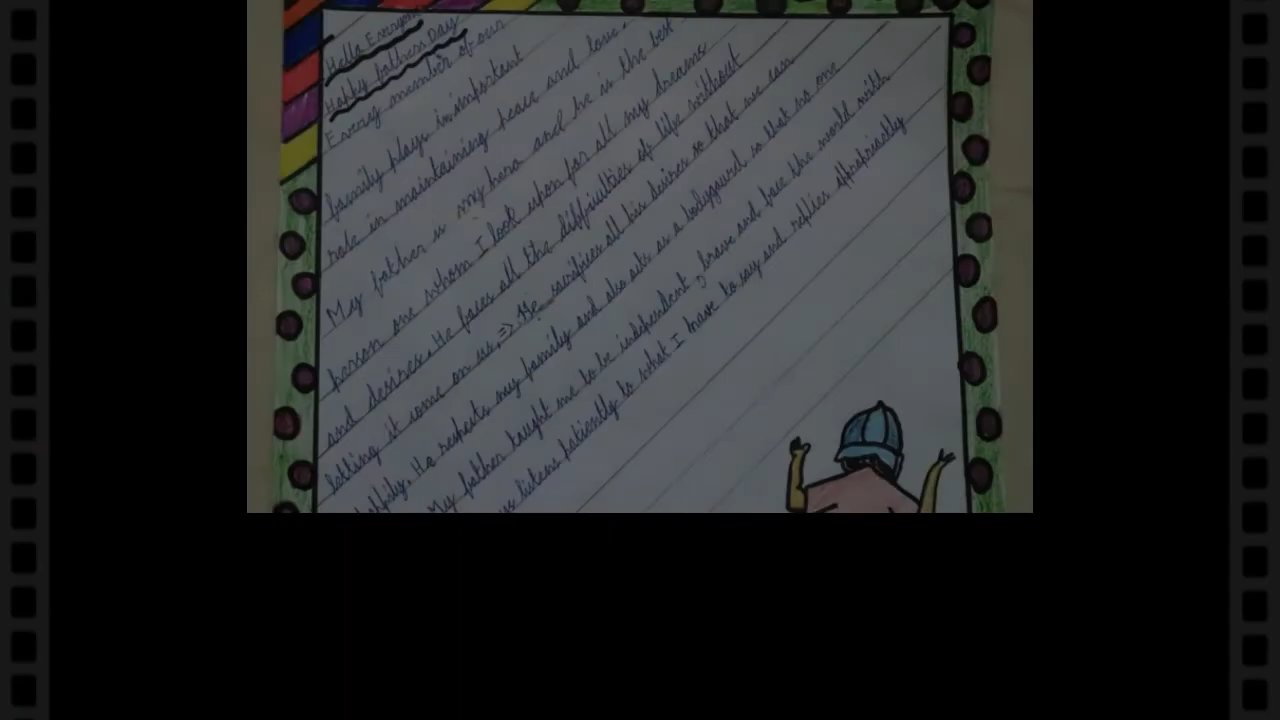 Hello Everyone
Happy fathers Day
Every member of our
family plays important
role in maintaining peace and love.
My father is my hero and he is the best
person one whom I look upon for all my dreams
and desires. He faces all the difficulties of life without
letting it come on us. => He sacrifices all his desires so that we can
happily. He respects my family and also acts as a bodyguard so that no one
My father taught me to be independent, brave and face the world with
listens patiently to what I have to say and replies appropriatly